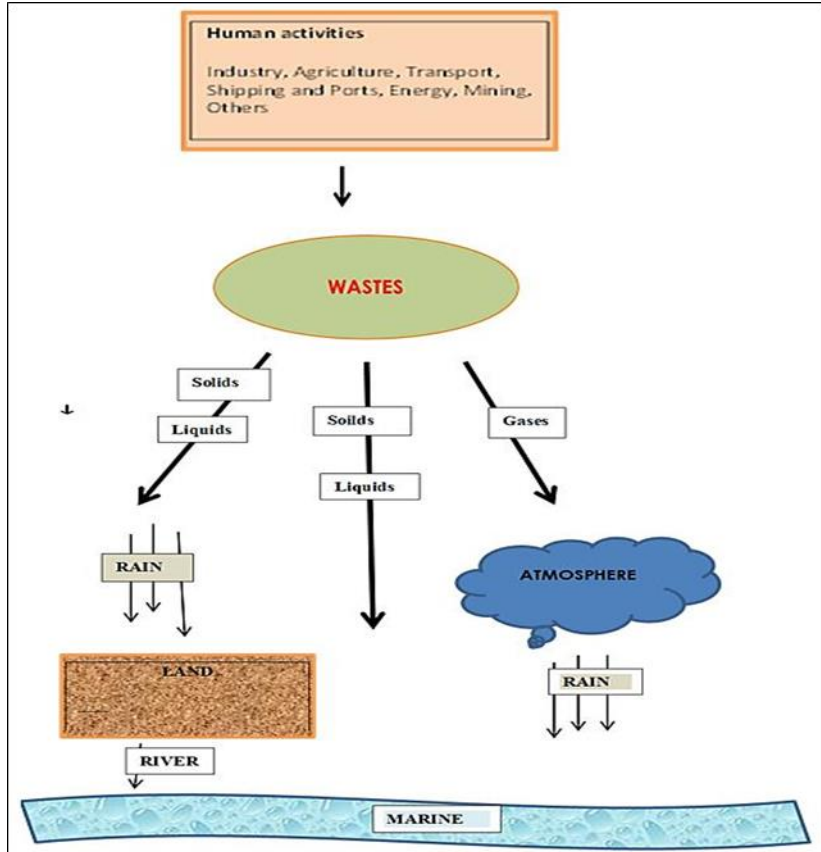 Human activities
Industry, Agriculture, Transport,
Shipping and Ports, Energy, Mining,
Others
WASTES
Solids
Liquids
Soilds
Liquids
Gases
RAIN
ATMOSPHERE
LAND
RAIN
RIVER
MARINE